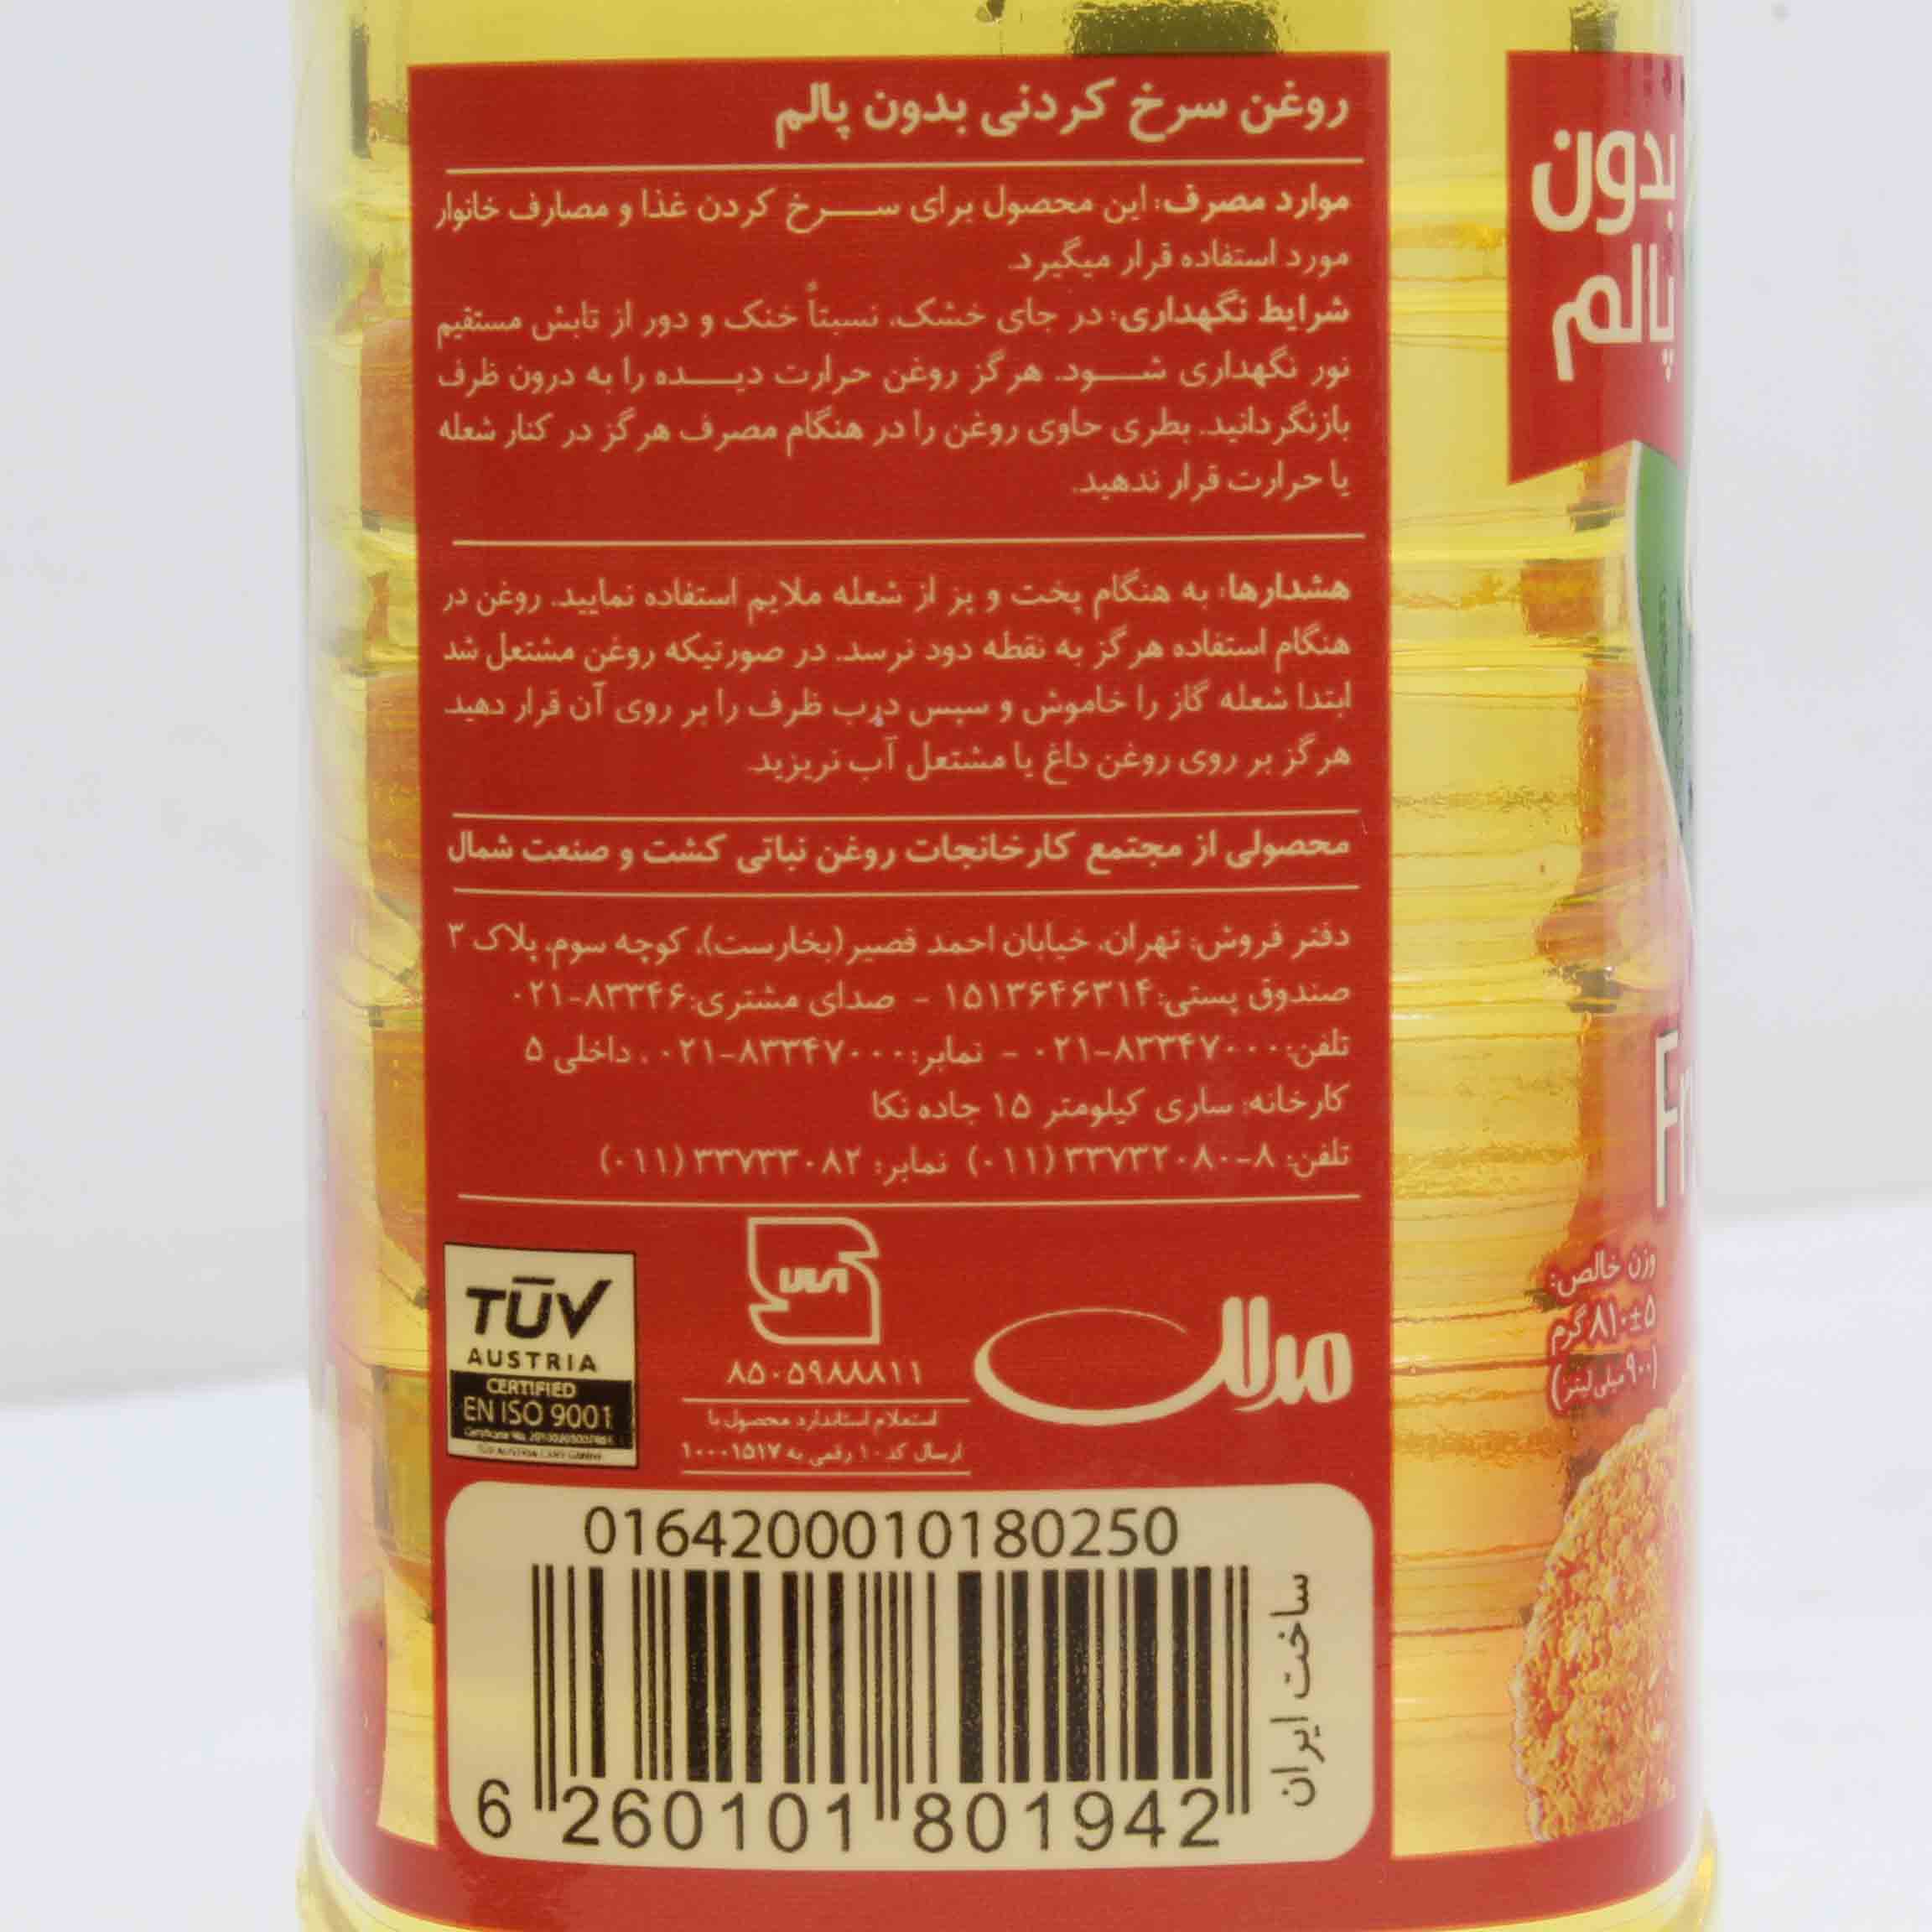 روغن سرخ کردنی بدون پالم
موارد مصرف: این محصول برای ســـرخ کردن غذا و مصارف خانوار
مورد استفاده قرار میگیرد.
شرایط نگهداری: در جای خشک، نسبتاً خنک و دور از تابش مستقیم
نور نگهداری شـــود. هرگز روغن حرارت دیـــده را به درون ظرف
بازنگردانید. بطری حاوی روغن را در هنگام مصرف هرگز در کنار شعله
یا حرارت قرار ندهید.
هشدارها: به هنگام پخت و پز از شعله ملایم استفاده نمایید. روغن در
هنگام استفاده هرگز به نقطه دود نرسد. در صورتیکه روغن مشتعل شد
ابتدا شعله گاز را خاموش و سپس درب ظرف را بر روی آن قرار دهید.
هرگز بر روی روغن داغ یا مشتعل آب نریزید.
محصولی از مجتمع کارخانجات روغن نباتی کشت و صنعت شمال
دفتر فروش: تهران، خیابان احمد قصیر (بخارست)، کوچه سوم، پلاک ۳
صندوق پستی: ۱۵۱۳۶۴۶۳۱۴ - صدای مشتری: ۸۳۳۴۶-۰۲۱
تلفن: ۸۳۳۴۷۰۰۰-۰۲۱ - نمابر: ۸۳۳۴۷۰۰۰-۰۲۱، داخلی ۵
کارخانه: ساری کیلومتر ۱۵ جاده نکا
تلفن: ۸-۳۳۷۳۲۰۸۰ (۰۱۱) نمابر: ۳۳۷۳۳۰۸۲ (۰۱۱)
TÜV
AUSTRIA
CERTIFIED
EN ISO 9001
۸۵۰۵۹۸۸۸۱۱
استعلام استاندارد محصول با
ارسال کد ۱۰ رقمی به ۱۰۰۰۱۵۱۷
0164200010180250
6 260101 801942
ساخت ایران
بدون
پالم
وزن خالص:
۸۱۰±۵ گرم
(۹۰۰ میلی لیتر)